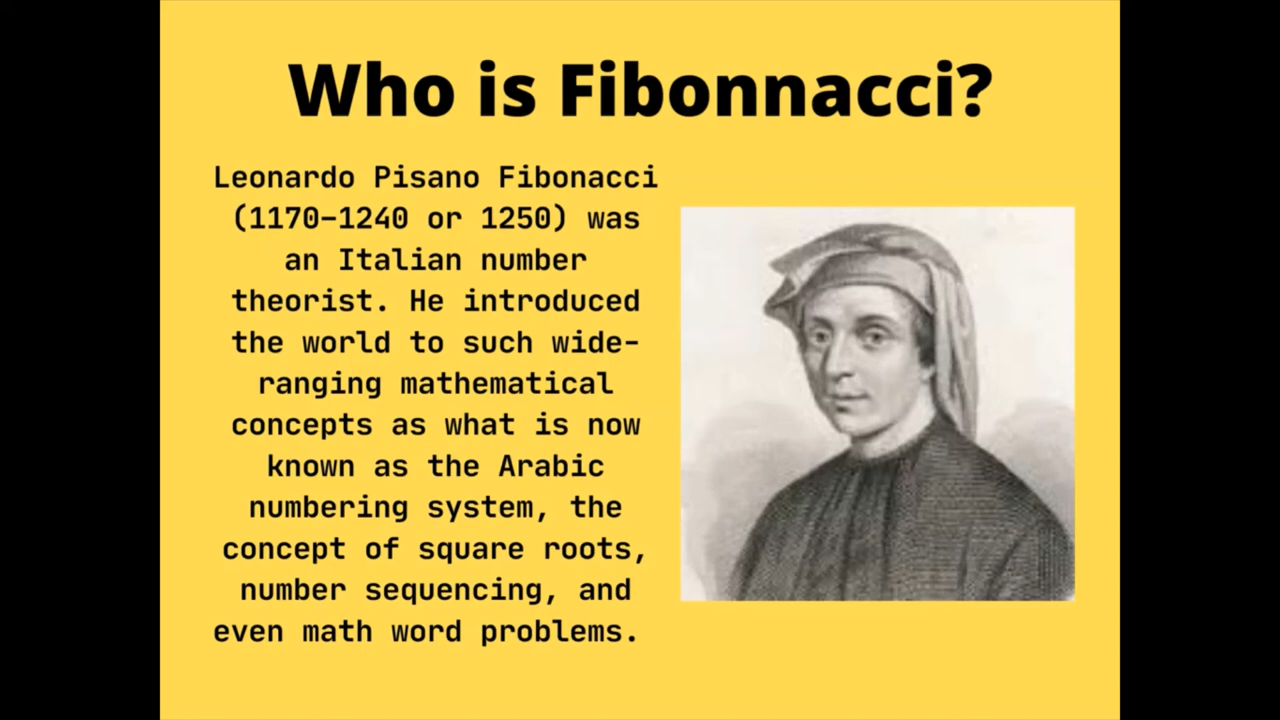 Who is Fibonnacci?
Leonardo Pisano Fibonacci
(1170–1240 or 1250) was
an Italian number
theorist. He introduced
the world to such wide-
ranging mathematical
concepts as what is now
known as the Arabic
numbering system, the
concept of square roots,
number sequencing, and
even math word problems.